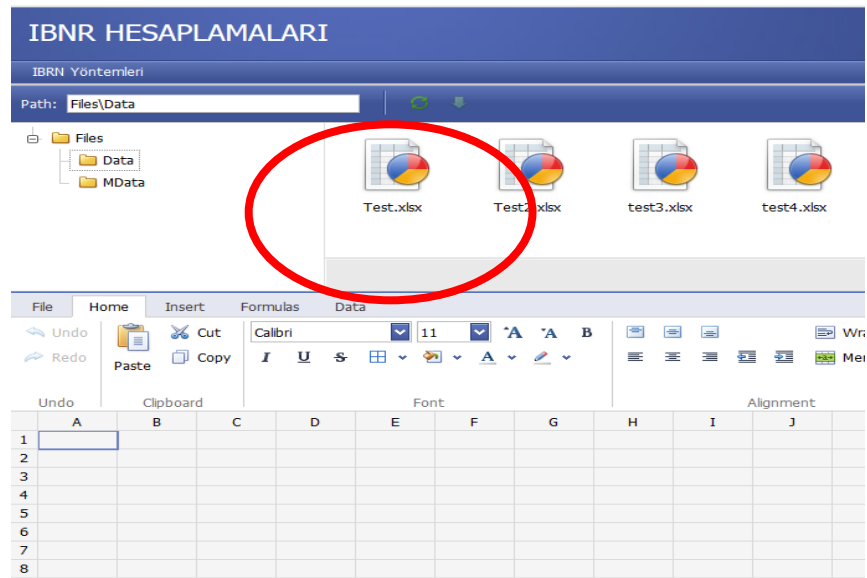 IBNR HESAPLAMALARI
IBRN Yöntemleri
Path: Files\Data
Files
Data
MData
Test.xlsx Test2.xlsx test3.xlsx test4.xlsx
File Home Insert Formulas Data
Undo Cut Calibri 11 A A B Wra
Redo Paste Copy I U S A Mer
Undo Clipboard Font Alignment
A B C D E F G H I J
1
2
3
4
5
6
7
8